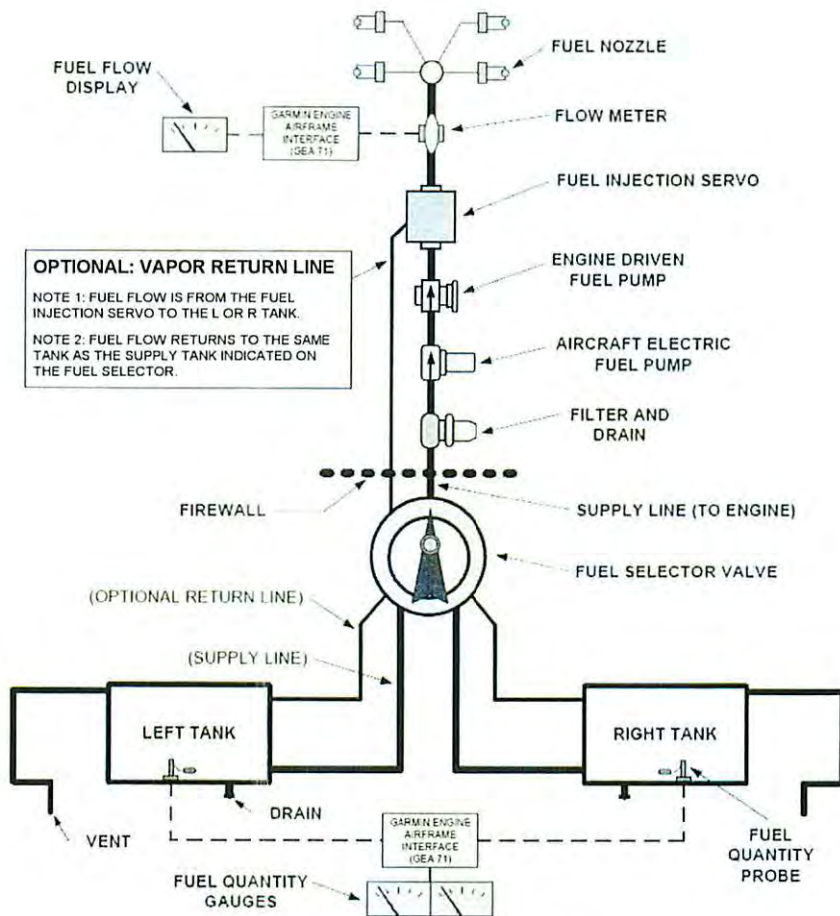 FUEL NOZZLE
FUEL FLOW
DISPLAY
GARMIN ENGINE
AIRFRAME
INTERFACE
(GEA 71)
FLOW METER
FUEL INJECTION SERVO
OPTIONAL: VAPOR RETURN LINE
NOTE 1: FUEL FLOW IS FROM THE FUEL
INJECTION SERVO TO THE L OR R TANK.
NOTE 2: FUEL FLOW RETURNS TO THE SAME
TANK AS THE SUPPLY TANK INDICATED ON
THE FUEL SELECTOR.
ENGINE DRIVEN
FUEL PUMP
AIRCRAFT ELECTRIC
FUEL PUMP
FILTER AND
DRAIN
FIREWALL
SUPPLY LINE (TO ENGINE)
FUEL SELECTOR VALVE
(OPTIONAL RETURN LINE)
(SUPPLY LINE)
LEFT TANK
RIGHT TANK
VENT
DRAIN
GARMIN ENGINE
AIRFRAME
INTERFACE
(GEA 71)
FUEL
QUANTITY
PROBE
FUEL QUANTITY
GAUGES